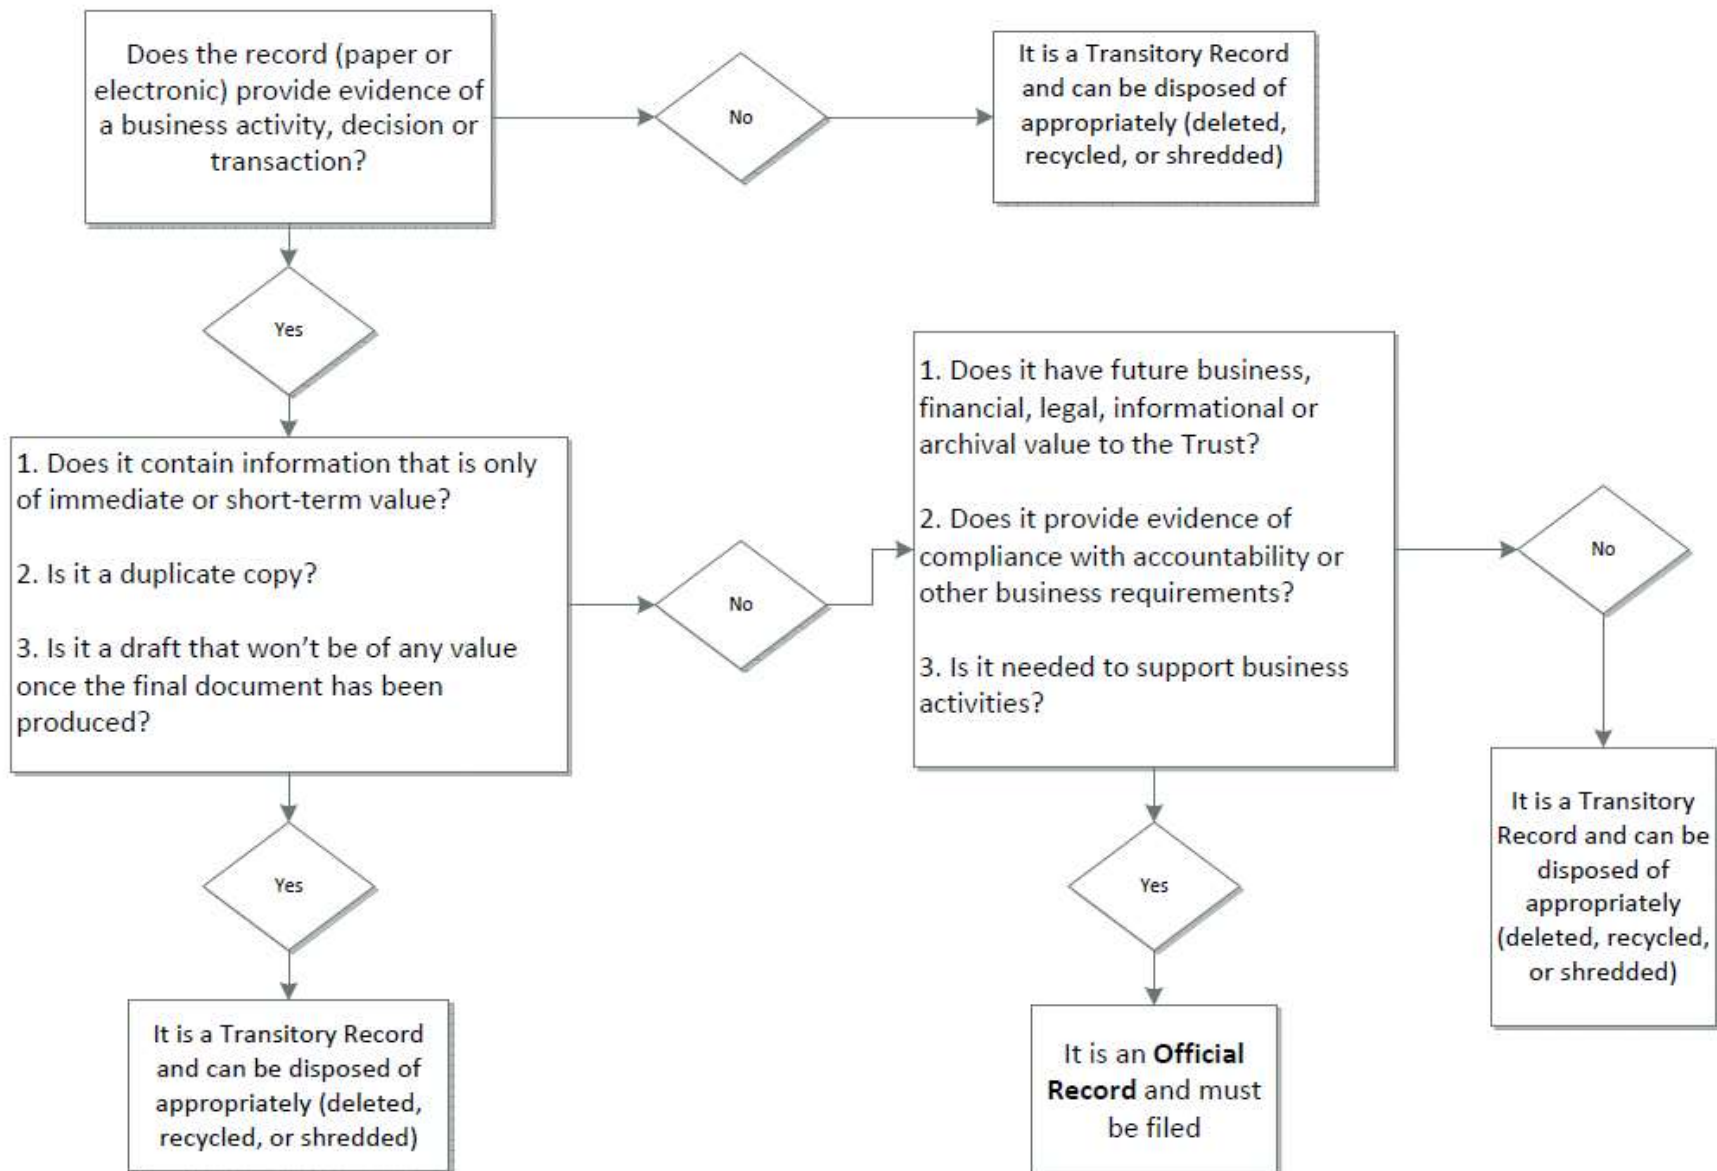 Does the record (paper or
electronic) provide evidence of
a business activity, decision or
transaction?
No
It is a Transitory Record
and can be disposed of
appropriately (deleted,
recycled, or shredded)
Yes
1. Does it contain information that is only
of immediate or short-term value?
2. Is it a duplicate copy?
3. Is it a draft that won't be of any value
once the final document has been
produced?
No
1. Does it have future business,
financial, legal, informational or
archival value to the Trust?
2. Does it provide evidence of
compliance with accountability or
other business requirements?
3. Is it needed to support business
activities?
No
It is a Transitory
Record and can be
disposed of
appropriately
(deleted, recycled,
or shredded)
Yes
It is a Transitory Record
and can be disposed of
appropriately (deleted,
recycled, or shredded)
Yes
It is an Official
Record and must
be filed